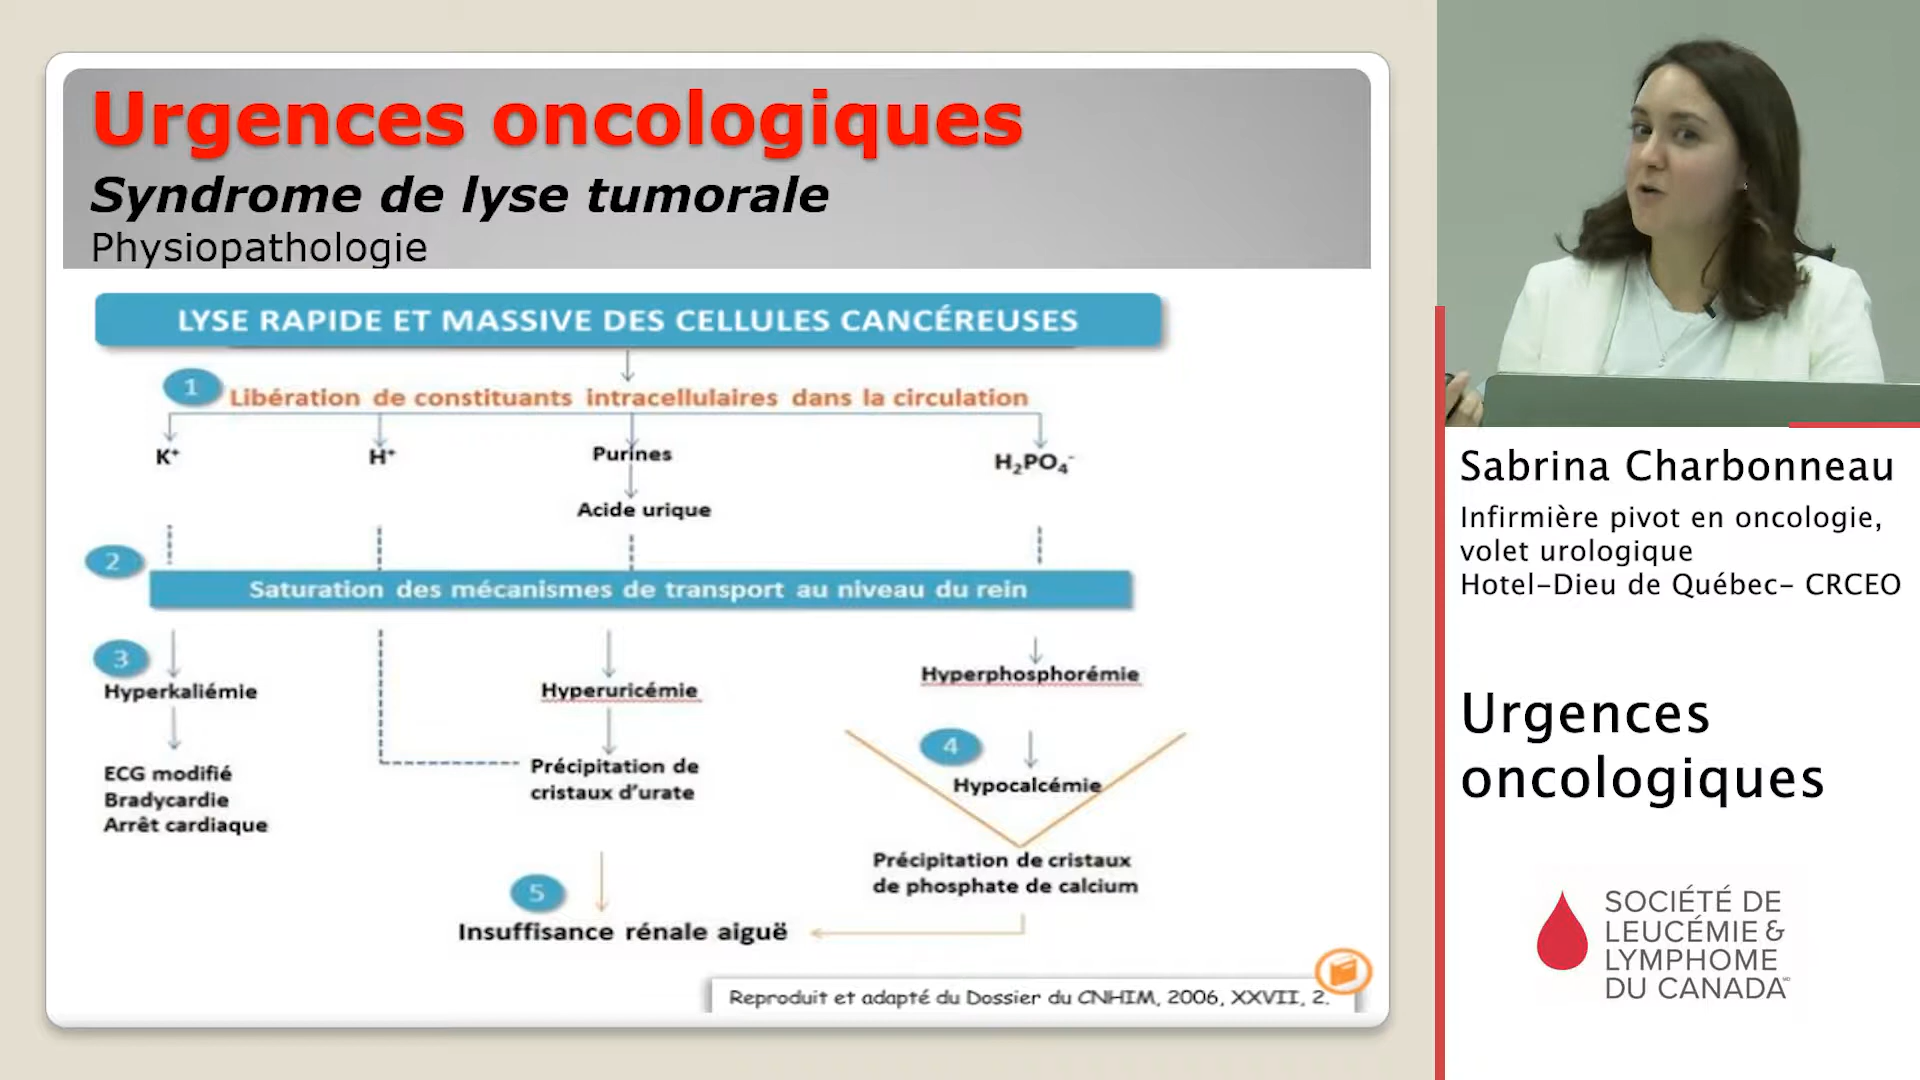 Urgences oncologiques
Syndrome de lyse tumorale
Physiopathologie
LYSE RAPIDE ET MASSIVE DES CELLULES CANCÉREUSES
1
Libération de constituants intracellulaires dans la circulation
K⁺
H⁺
Purines
H₂PO₄⁻
Acide urique
2
Saturation des mécanismes de transport au niveau du rein
3
Hyperkaliémie
Hyperuricémie
Hyperphosphorémie
4
Hypocalcémie
ECG modifié
Bradycardie
Arrêt cardiaque
Précipitation de
cristaux d'urate
Précipitation de cristaux
de phosphate de calcium
5
Insuffisance rénale aiguë
Reproduit et adapté du Dossier du CNHIM, 2006, XXVII, 2.
Sabrina Charbonneau
Infirmière pivot en oncologie,
volet urologique
Hotel-Dieu de Québec- CRCEO
Urgences
oncologiques
SOCIÉTÉ DE
LEUCÉMIE &
LYMPHOME
DU CANADA